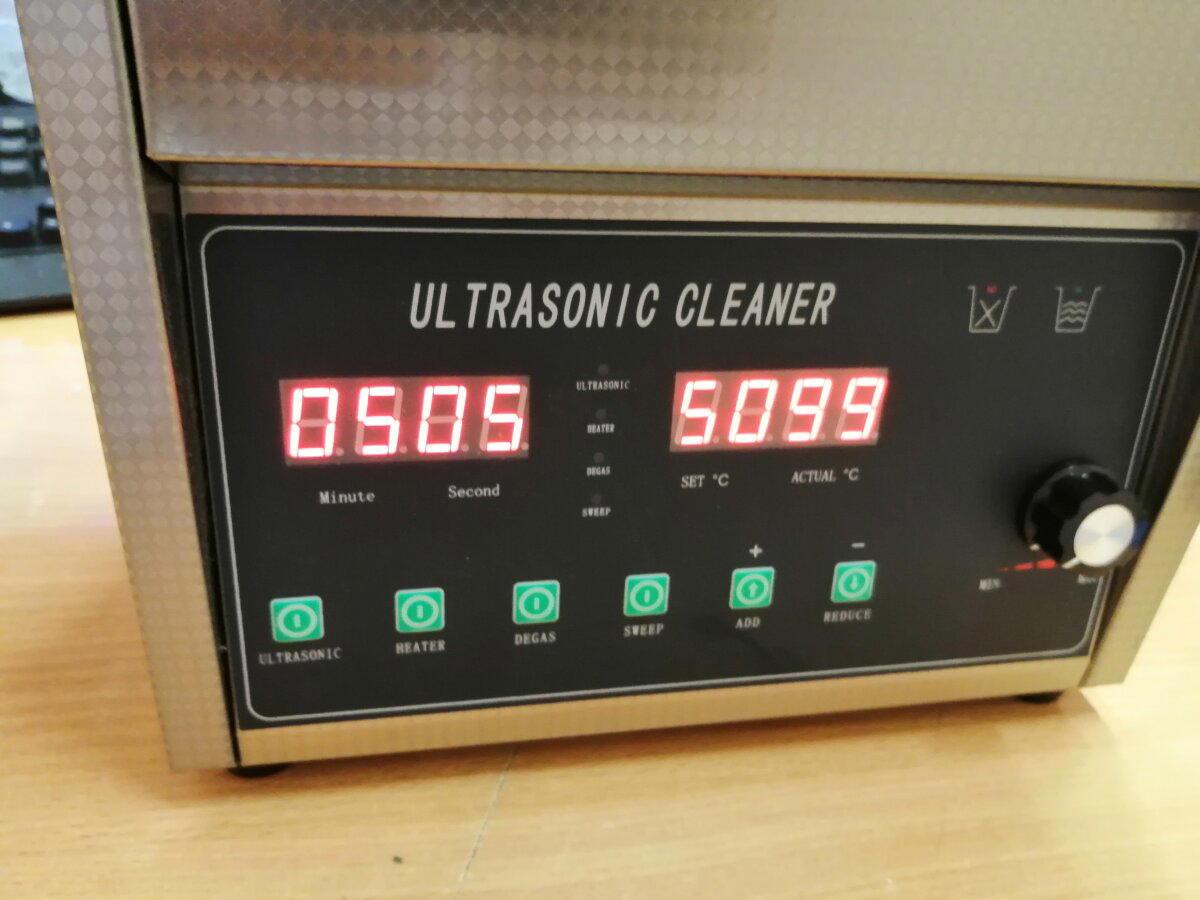 ULTRASONIC CLEANER
0505
5099
ULTRASONIC
HEATER
DEGAS
SWEEP
Minute
Second
SET °C
ACTUAL °C
+
-
ULTRASONIC
HEATER
DEGAS
SWEEP
ADD
REDUCE
MIN